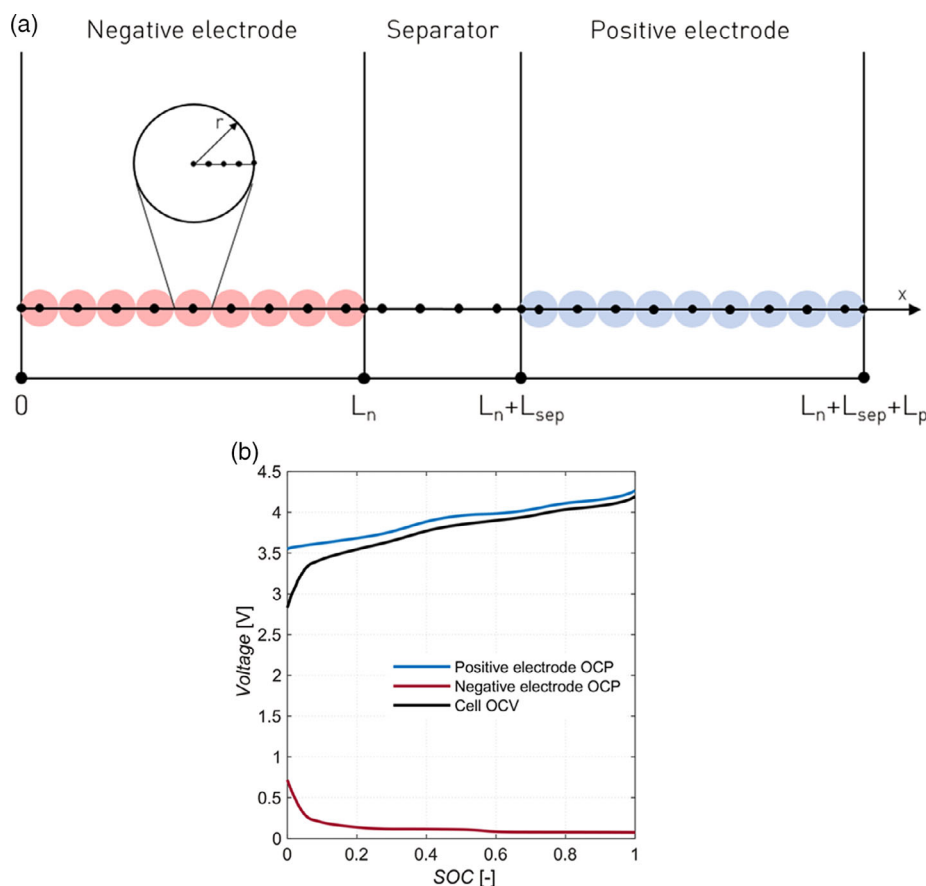 (a)
Negative electrode Separator Positive electrode
r
x
0 Lₙ Lₙ+Lₛₑₚ Lₙ+Lₛₑₚ+Lₚ
(b)
4.5
4
3.5
3
2.5
2
1.5
1
0.5
0
Voltage [V]
Positive electrode OCP
Negative electrode OCP
Cell OCV
0 0.2 0.4 0.6 0.8 1
SOC [-]